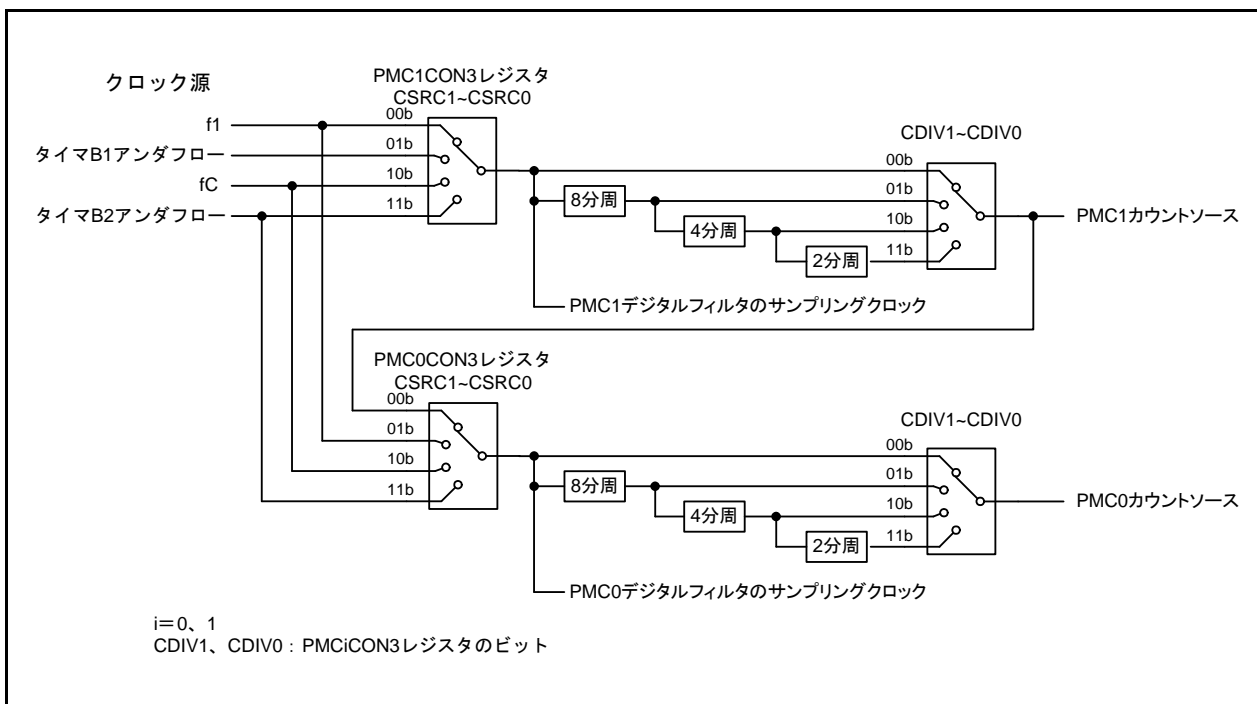 クロック源
PMC1CON3レジスタ
CSRC1~CSRC0
f1
00b
タイマB1アンダフロー
01b
fC
10b
タイマB2アンダフロー
11b
CDIV1~CDIV0
00b
8分周
01b
4分周
10b
2分周
11b
PMC1カウントソース
PMC1デジタルフィルタのサンプリングクロック
PMC0CON3レジスタ
CSRC1~CSRC0
00b
01b
10b
11b
CDIV1~CDIV0
00b
8分周
01b
4分周
10b
2分周
11b
PMC0カウントソース
PMC0デジタルフィルタのサンプリングクロック
i=0、1
CDIV1、CDIV0:PMCiCON3レジスタのビット